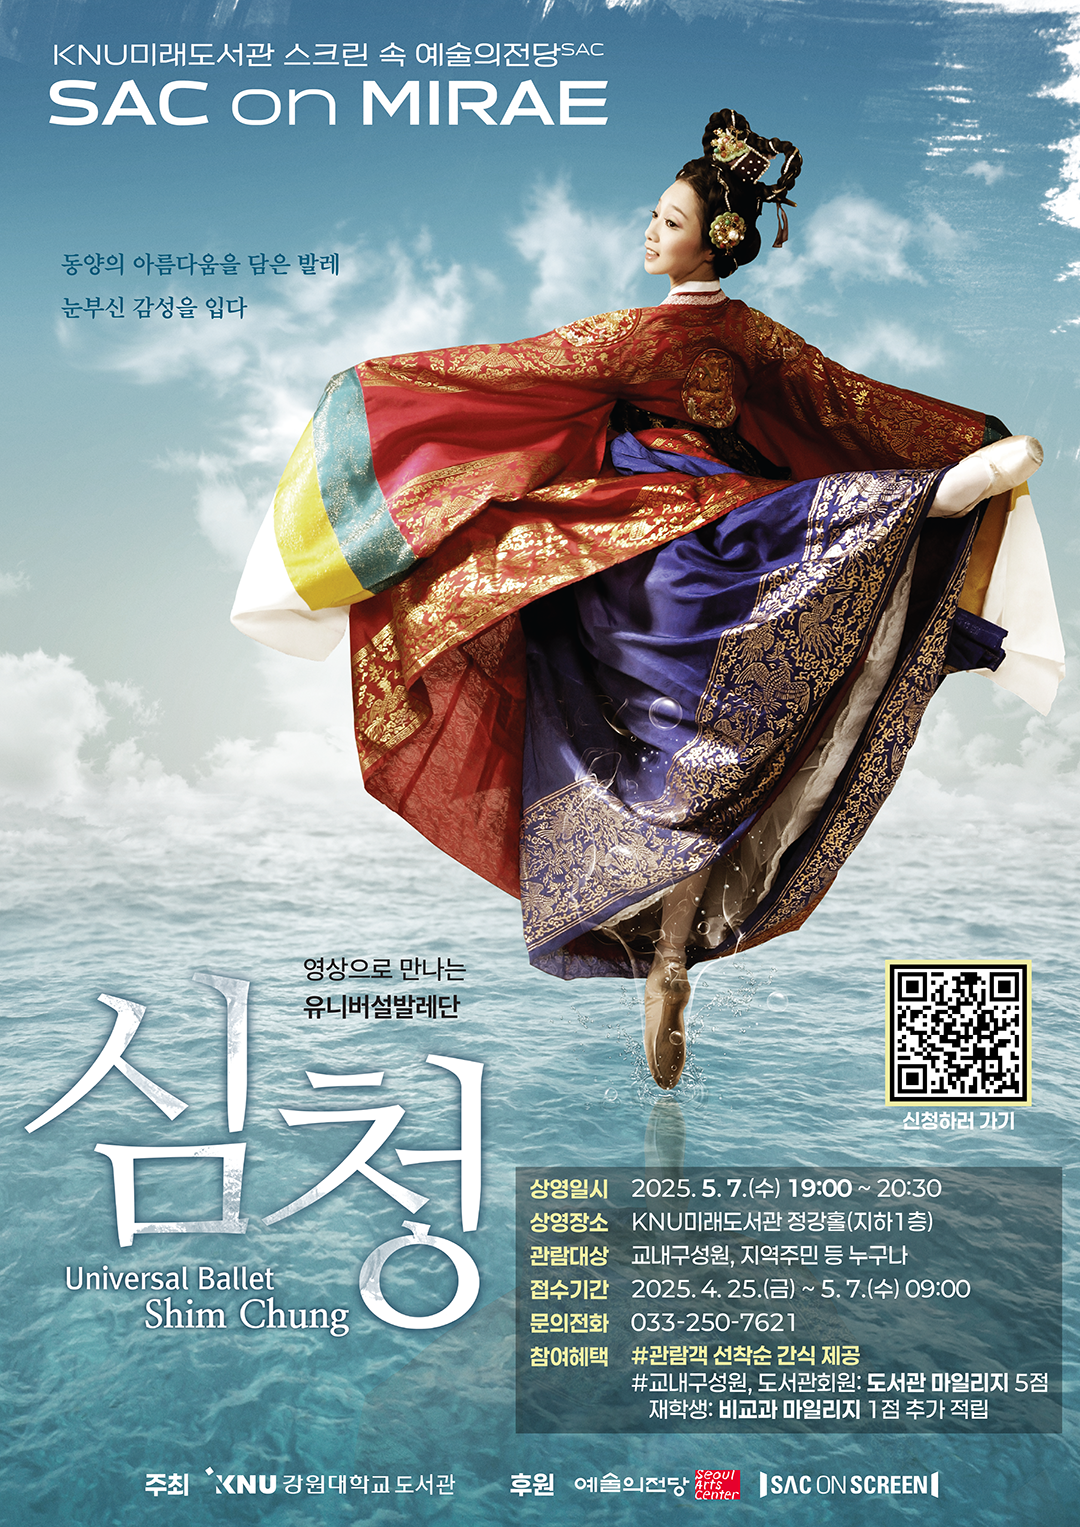 KNU미래도서관 스크린 속 예술의전당SAC
SAC on MIRAE
동양의 아름다움을 담은 발레
눈부신 감성을 입다
영상으로 만나는
유니버설발레단
심청
Universal Ballet
Shim Chung
신청하러 가기
상영일시 2025. 5. 7.(수) 19:00 ~ 20:30
상영장소 KNU미래도서관 정강홀(지하1층)
관람대상 교내구성원, 지역주민 등 누구나
접수기간 2025. 4. 25.(금) ~ 5. 7.(수) 09:00
문의전화 033-250-7621
참여혜택 #관람객 선착순 간식 제공
#교내구성원, 도서관회원: 도서관 마일리지 5점
재학생: 비교과 마일리지 1점 추가 적립
주최 KNU 강원대학교 도서관 후원 예술의전당 Seoul Arts Center SAC ON SCREEN